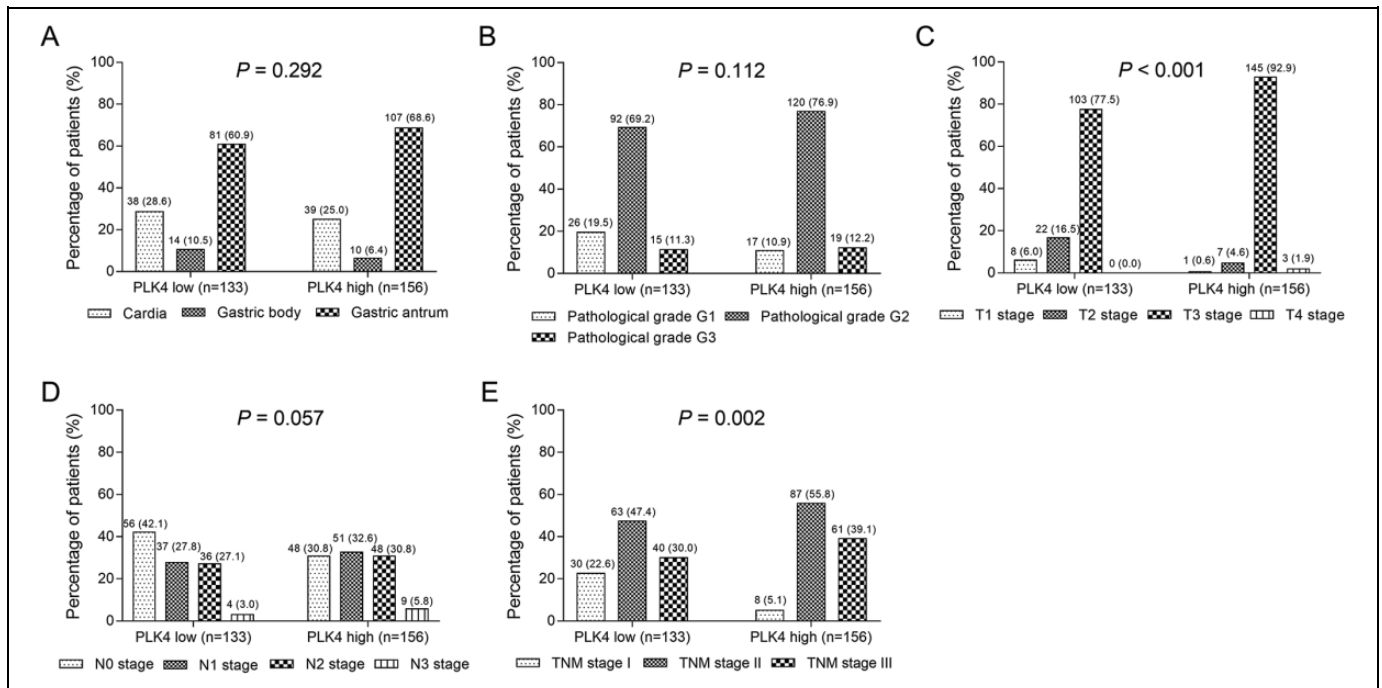 A
Percentage of patients (%)
100
80
60
40
20
0
P = 0.292
38 (28.6)
14 (10.5)
81 (60.9)
39 (25.0)
10 (6.4)
107 (68.6)
PLK4 low (n=133)
PLK4 high (n=156)
Cardia Gastric body Gastric antrum
B
Percentage of patients (%)
100
80
60
40
20
0
P = 0.112
26 (19.5)
92 (69.2)
15 (11.3)
17 (10.9)
120 (76.9)
19 (12.2)
PLK4 low (n=133)
PLK4 high (n=156)
Pathological grade G1 Pathological grade G2
Pathological grade G3
C
Percentage of patients (%)
100
80
60
40
20
0
P < 0.001
8 (6.0)
22 (16.5)
103 (77.5)
0 (0.0)
1 (0.6)
7 (4.6)
145 (92.9)
3 (1.9)
PLK4 low (n=133)
PLK4 high (n=156)
T1 stage T2 stage T3 stage T4 stage
D
Percentage of patients (%)
100
80
60
40
20
0
P = 0.057
56 (42.1)
37 (27.8)
36 (27.1)
4 (3.0)
48 (30.8)
51 (32.6)
48 (30.8)
9 (5.8)
PLK4 low (n=133)
PLK4 high (n=156)
N0 stage N1 stage N2 stage N3 stage
E
Percentage of patients (%)
100
80
60
40
20
0
P = 0.002
30 (22.6)
63 (47.4)
40 (30.0)
8 (5.1)
87 (55.8)
61 (39.1)
PLK4 low (n=133)
PLK4 high (n=156)
TNM stage I TNM stage II TNM stage III